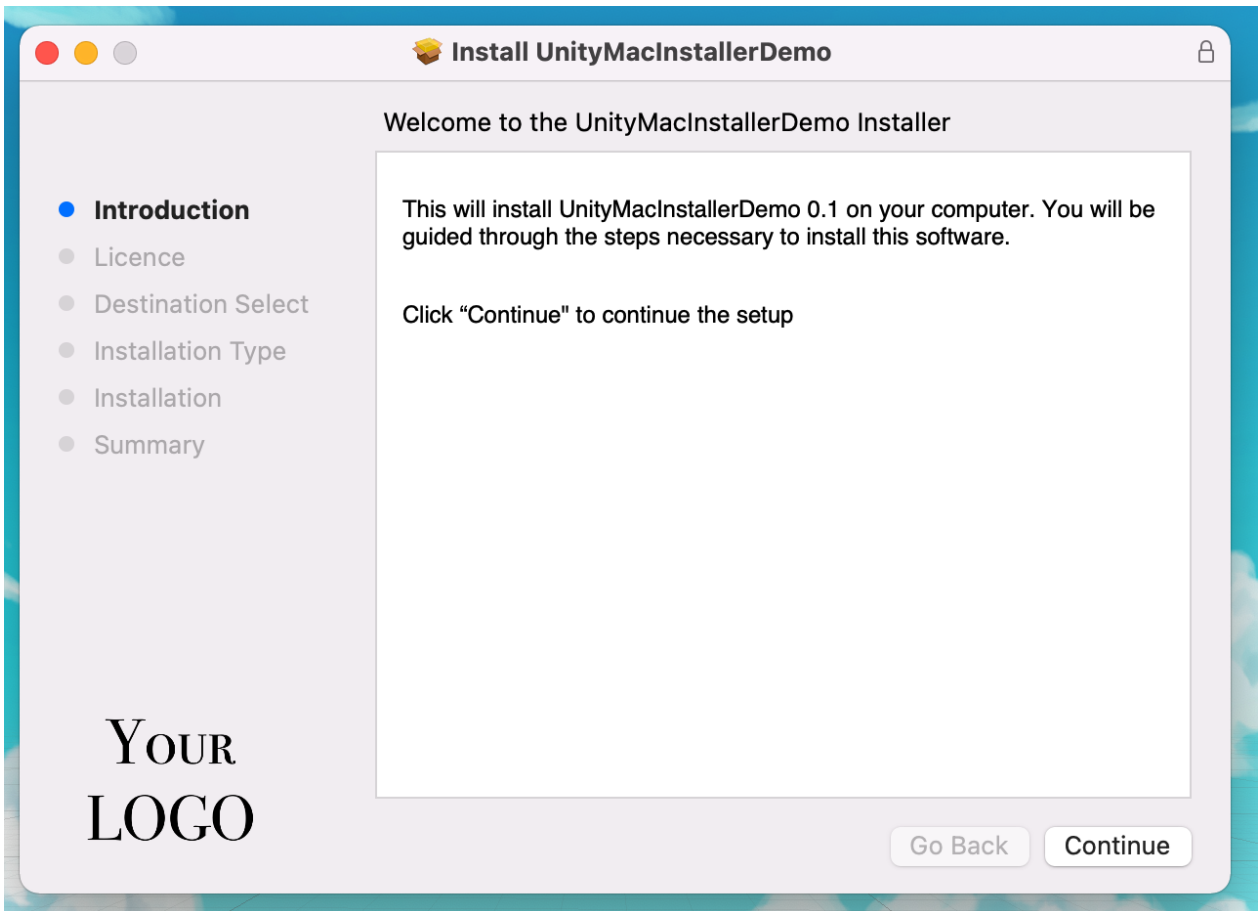 Install UnityMacInstallerDemo
Welcome to the UnityMacInstallerDemo Installer
Introduction
Licence
Destination Select
Installation Type
Installation
Summary
This will install UnityMacInstallerDemo 0.1 on your computer. You will be
guided through the steps necessary to install this software.
Click “Continue" to continue the setup
Your
LOGO
Go Back
Continue